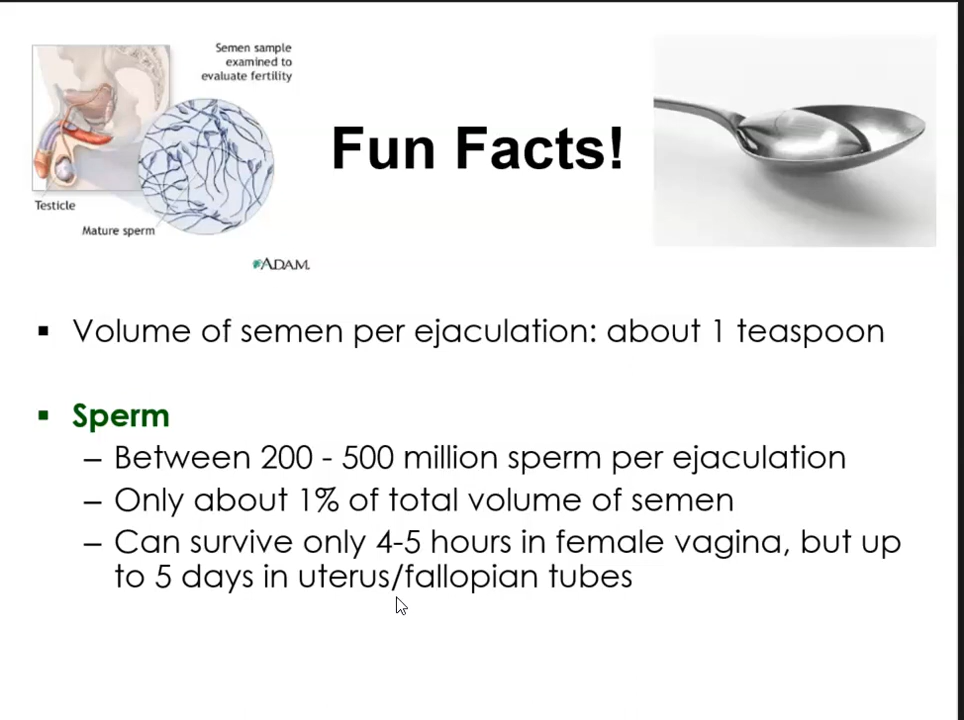 Semen sample
examined to
evaluate fertility
Fun Facts!
Testicle
Mature sperm
ADAM.
▪ Volume of semen per ejaculation: about 1 teaspoon
▪ Sperm
– Between 200 - 500 million sperm per ejaculation
– Only about 1% of total volume of semen
– Can survive only 4-5 hours in female vagina, but up
to 5 days in uterus/fallopian tubes